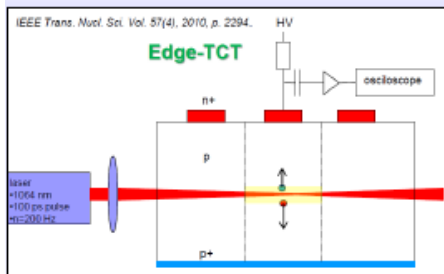 IEEE Trans. Nucl. Sci. Vol. 57(4), 2010, p. 2294.
HV
Edge-TCT
osciloscope
n+
p
laser
•1064 nm
•100 ps pulse
•n=200 Hz
p+